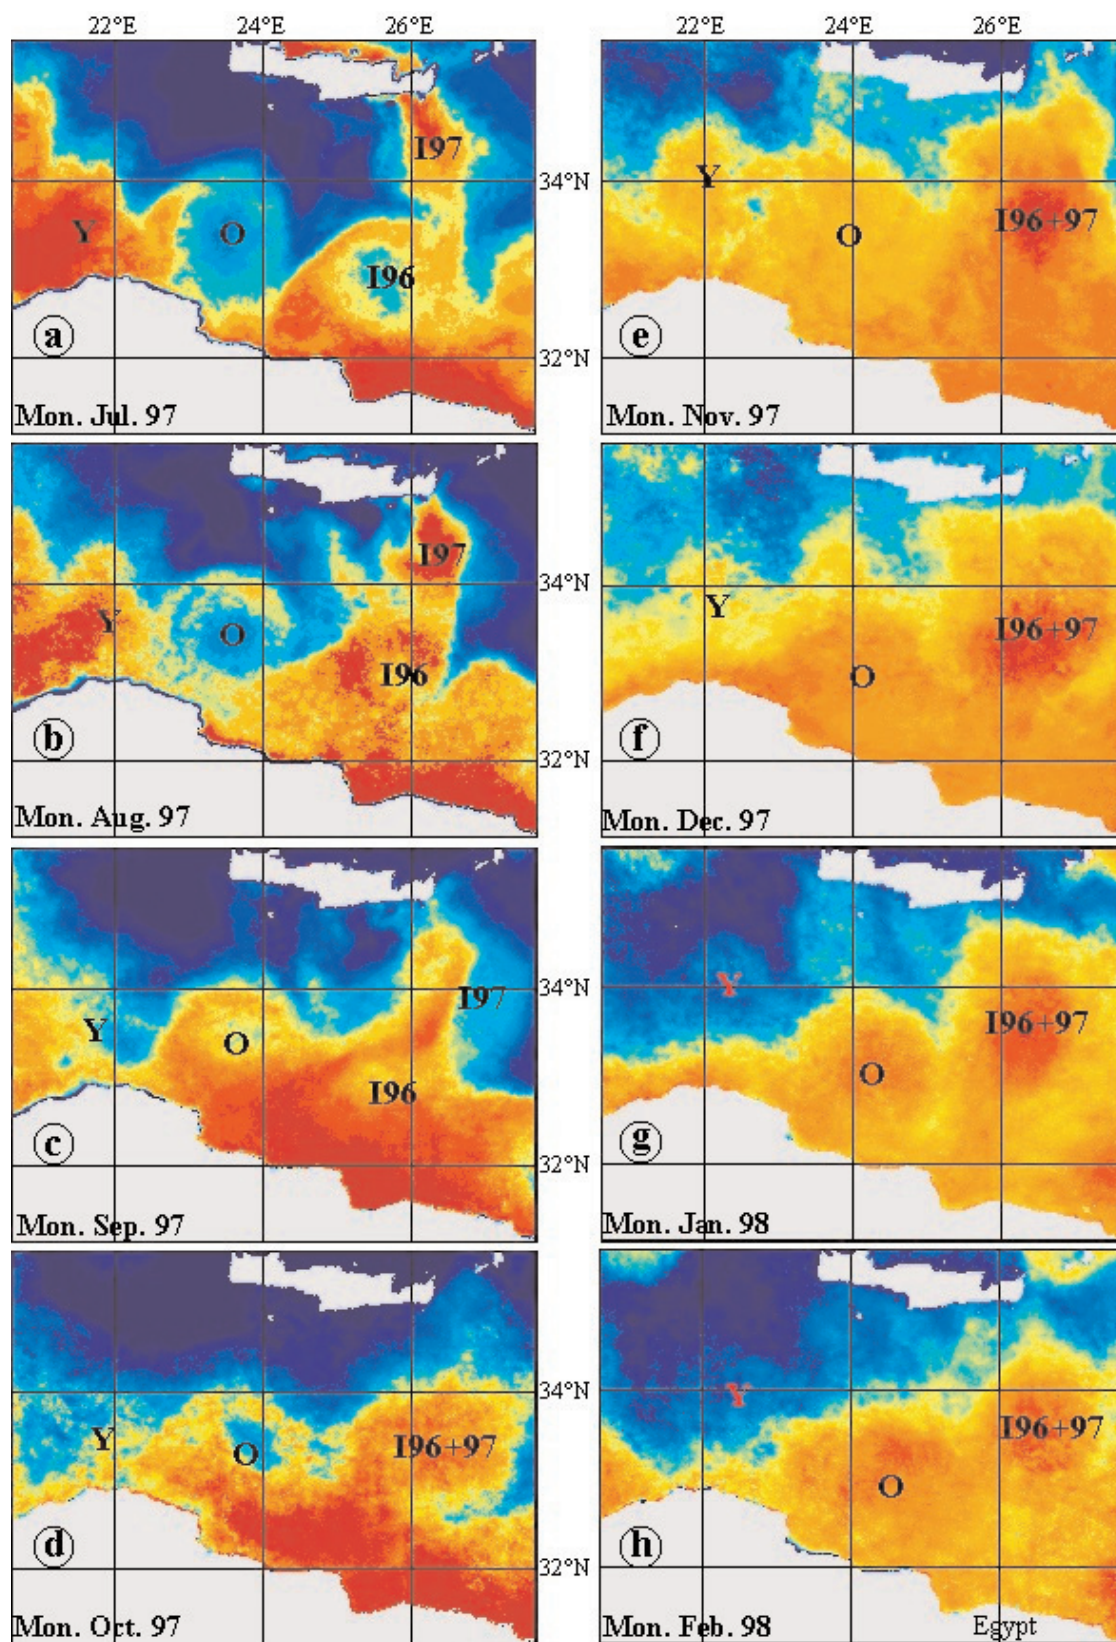 22°E 24°E 26°E 22°E 24°E 26°E
I97
34°N
Y O
I96
a
32°N
Mon. Jul. 97
Y
I96+97
O
e
Mon. Nov. 97
I97
34°N
Y O
I96
b
32°N
Mon. Aug. 97
Y
I96+97
O
f
Mon. Dec. 97
I97
34°N
Y O
I96
c
32°N
Mon. Sep. 97
Y
I96+97
O
g
Mon. Jan. 98
34°N
Y O I96+97
d
32°N
Mon. Oct. 97
Y
I96+97
O
h
Mon. Feb. 98 Egypt